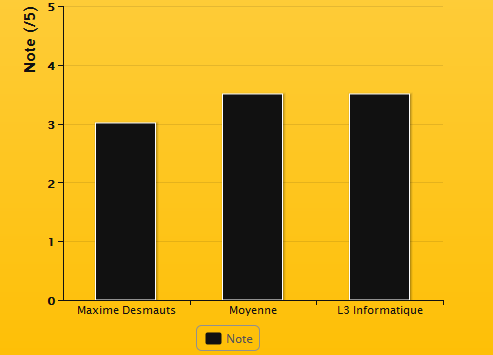 Note (/5)
5
4
3
2
1
0
Maxime Desmauts
Moyenne
L3 Informatique
Note